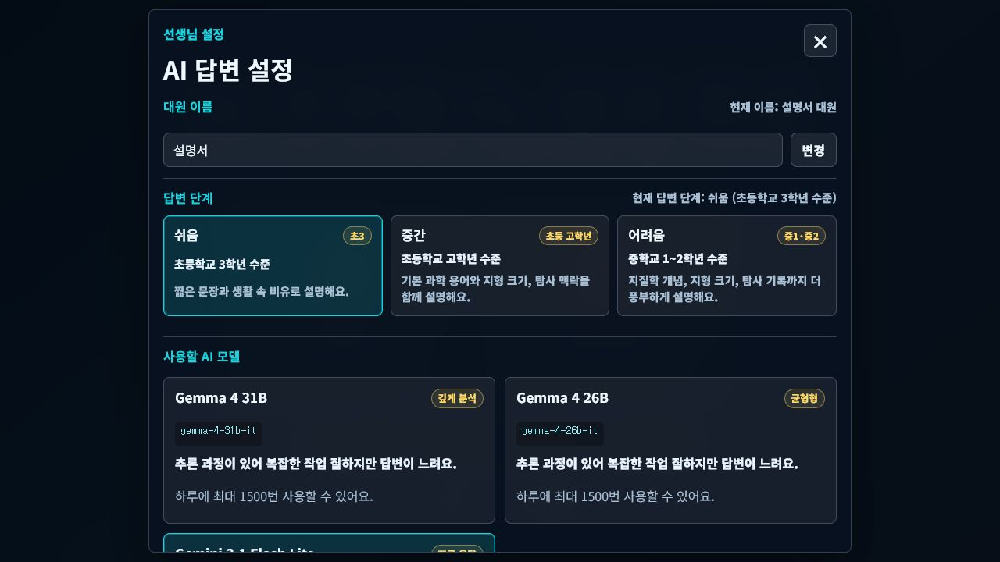 선생님 설정
AI 답변 설정
대원 이름
현재 이름: 설명서 대원
설명서
변경
답변 단계
현재 답변 단계: 쉬움 (초등학교 3학년 수준)
쉬움
초3
초등학교 3학년 수준
짧은 문장과 생활 속 비유로 설명해요.
중간
초등 고학년
초등학교 고학년 수준
기본 과학 용어와 지형 크기, 탐사 맥락을
함께 설명해요.
어려움
중1·중2
중학교 1~2학년 수준
지질학 개념, 지형 크기, 탐사 기록까지 더
풍부하게 설명해요.
사용할 AI 모델
Gemma 4 31B
깊게 분석
gemma-4-31b-it
추론 과정이 있어 복잡한 작업 잘하지만 답변이 느려요.
하루에 최대 1500번 사용할 수 있어요.
Gemma 4 26B
균형형
gemma-4-26b-it
추론 과정이 있어 복잡한 작업 잘하지만 답변이 느려요.
하루에 최대 1500번 사용할 수 있어요.
Gemini 3.1 Flash Lite